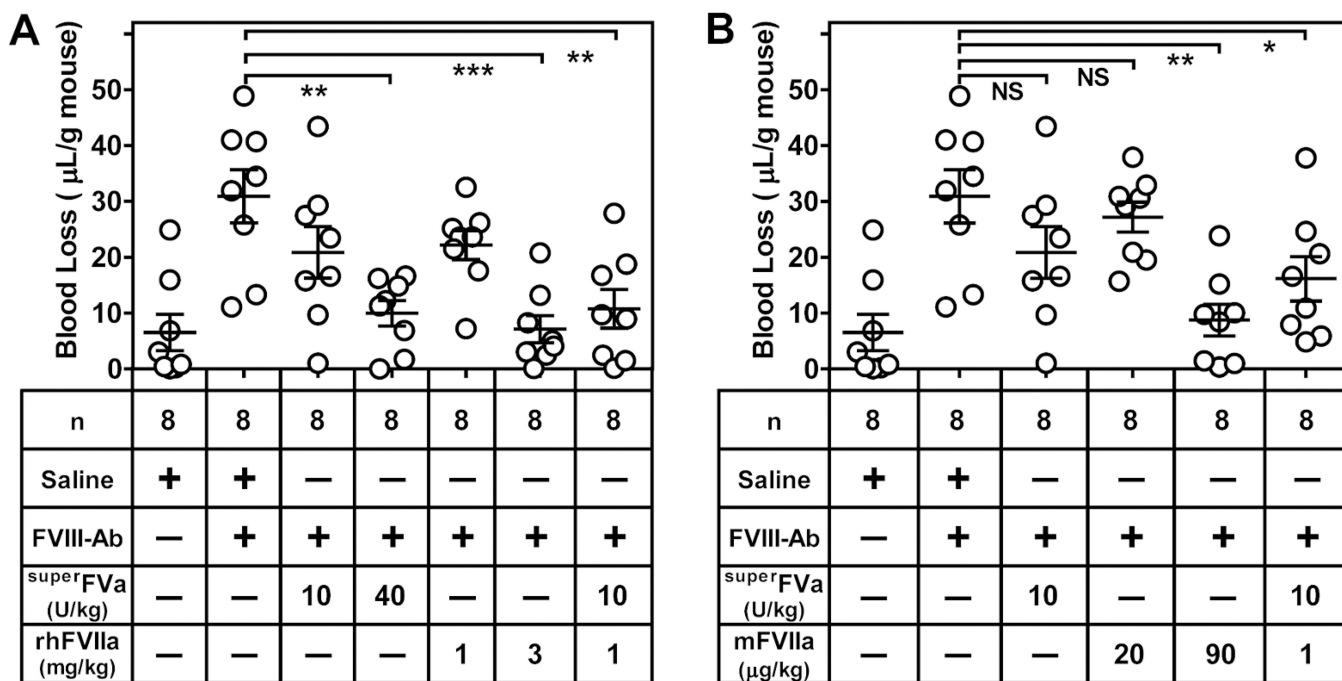 A
Blood Loss ( µL/g mouse)
50
40
30
20
10
0
**
***
**
n 8 8 8 8 8 8 8
Saline + + — — — — —
FVIII-Ab — + + + + + +
superFVa (U/kg) — — 10 40 — — 10
rhFVIIa (mg/kg) — — — — 1 3 1
B
Blood Loss ( µL/g mouse)
50
40
30
20
10
0
*
**
NS
NS
n 8 8 8 8 8 8
Saline + + — — — —
FVIII-Ab — + + + + +
superFVa (U/kg) — — 10 — — 10
mFVIIa (µg/kg) — — — 20 90 1